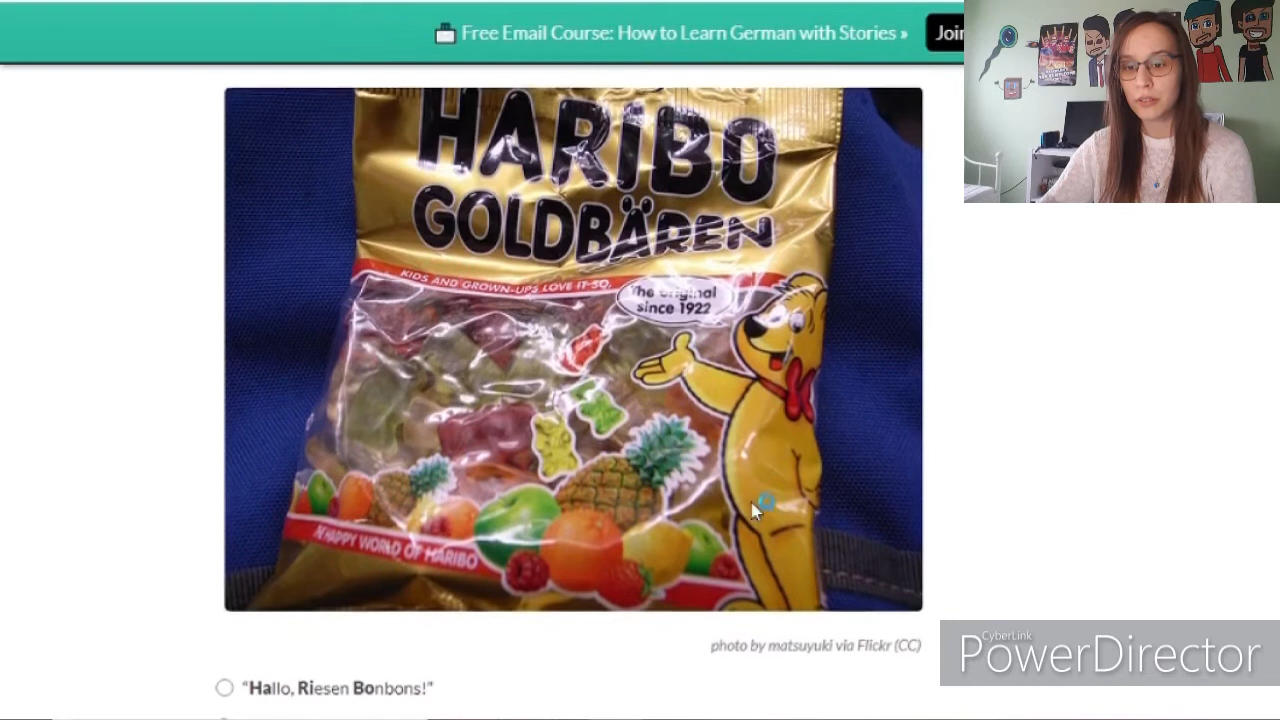 Free Email Course: How to Learn German with Stories »
Join
HARIBO
GOLDBÄREN
KIDS AND GROWN-UPS LOVE IT SO,
The original
since 1922
HAPPY WORLD OF HARIBO
photo by matsuyuki via Flickr (CC)
"Hallo, Riesen Bonbons!"
CyberLink
PowerDirector